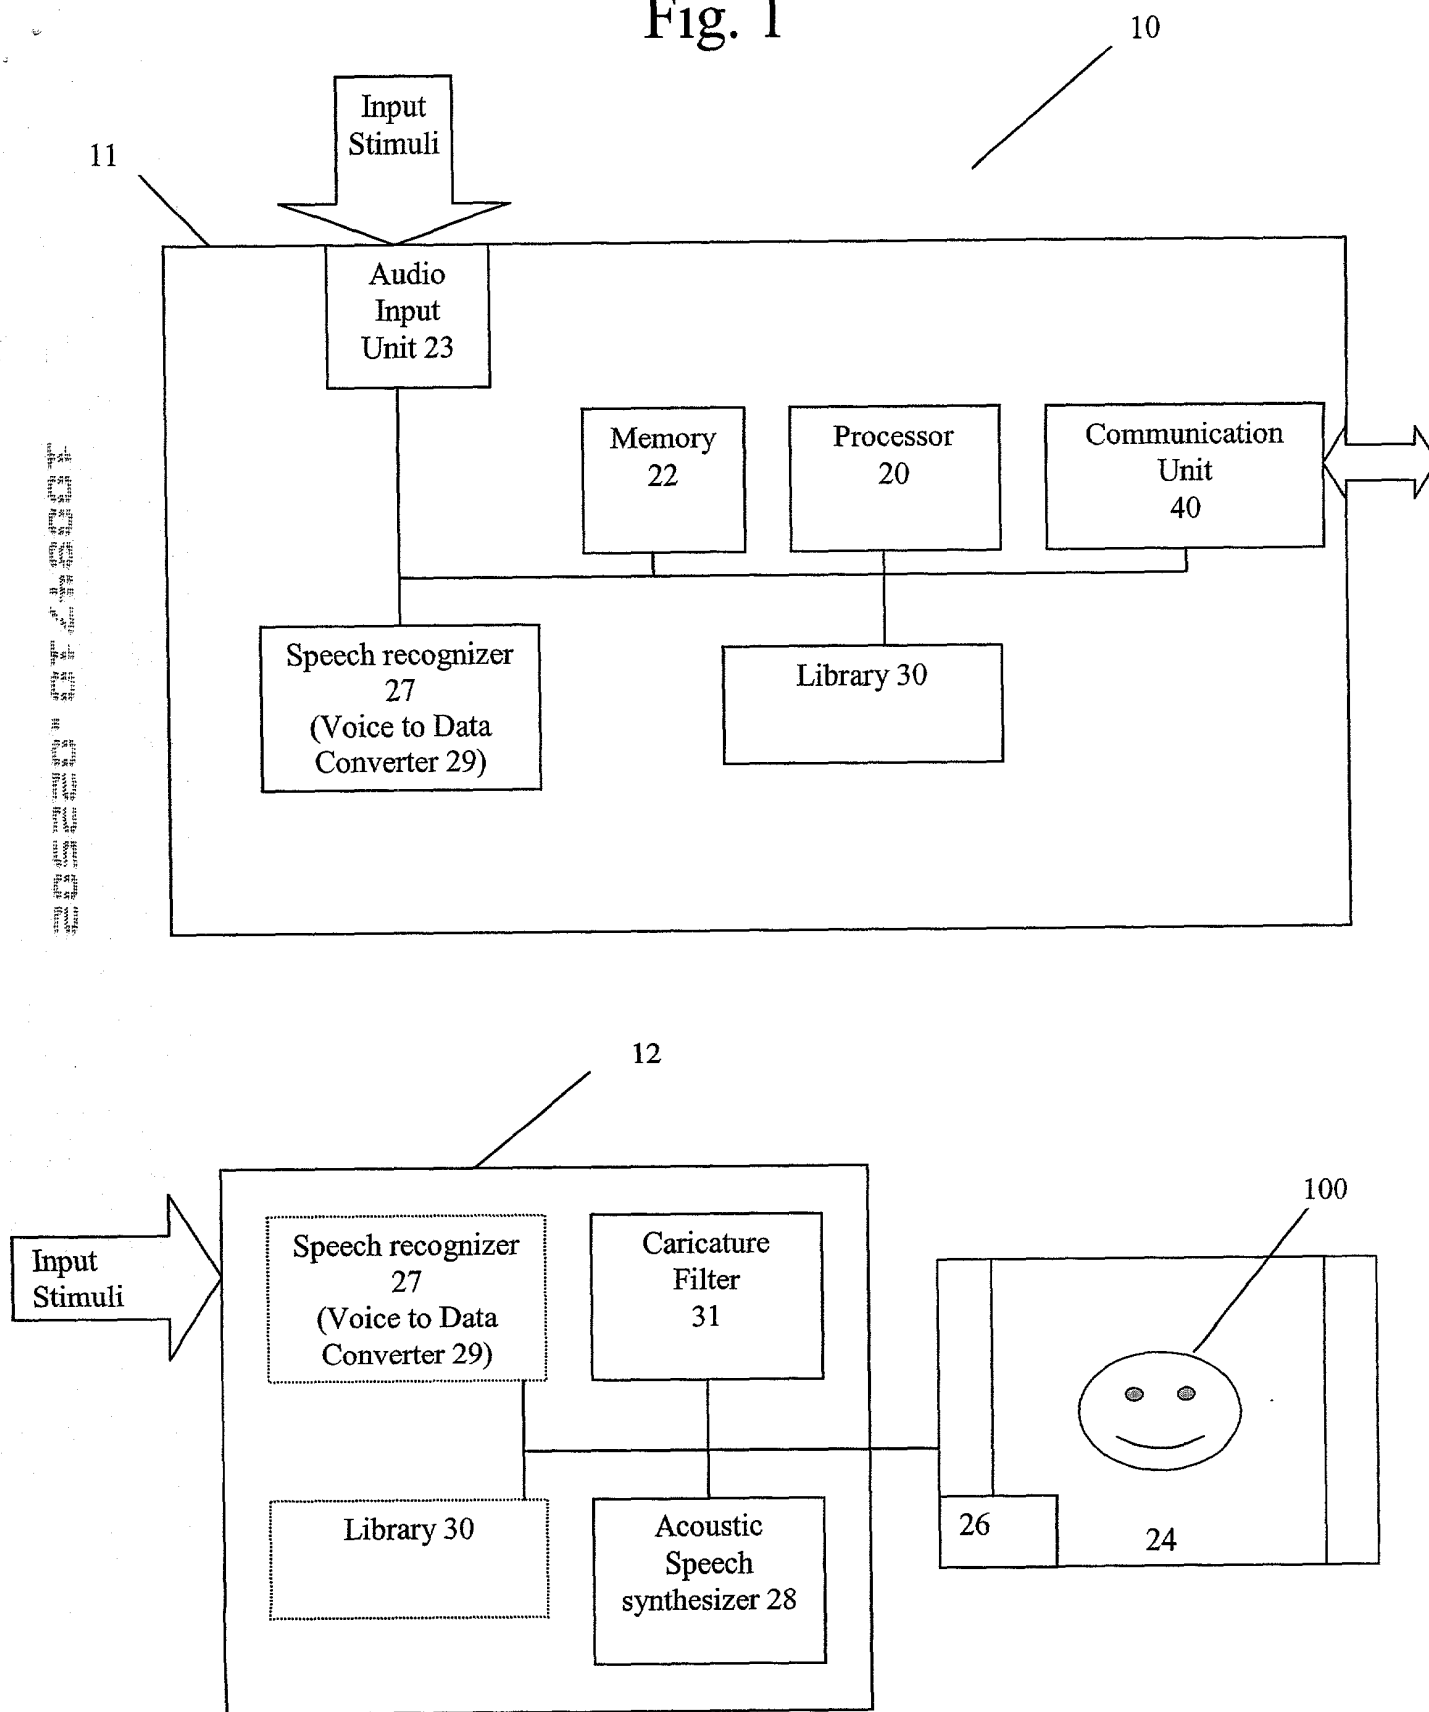 Fig. 1
10
Input
Stimuli
11
Audio
Input
Unit 23
Memory
22
Processor
20
Communication
Unit
40
Speech recognizer
27
(Voice to Data
Converter 29)
Library 30
12
100
Input
Stimuli
Speech recognizer
27
(Voice to Data
Converter 29)
Caricature
Filter
31
Library 30
Acoustic
Speech
synthesizer 28
26
24